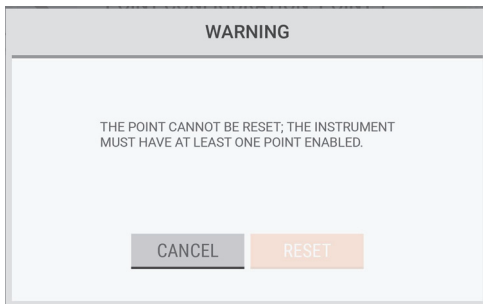 WARNING
THE POINT CANNOT BE RESET; THE INSTRUMENT
MUST HAVE AT LEAST ONE POINT ENABLED.
CANCEL
RESET